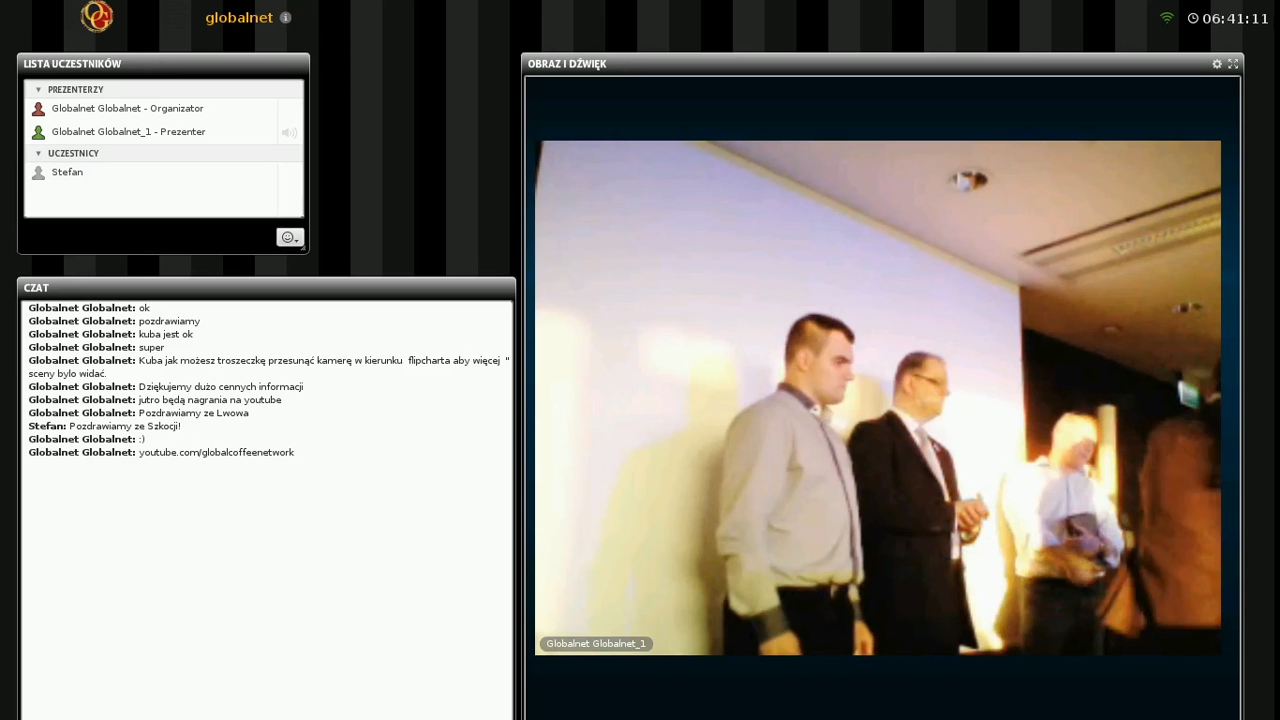 OG
globalnet
06:41:11
LISTA UCZESTNIKÓW
PREZENTERZY
Globalnet Globalnet - Organizator
Globalnet Globalnet_1 - Prezenter
UCZESTNICY
Stefan
CZAT
Globalnet Globalnet: ok
Globalnet Globalnet: pozdrawiamy
Globalnet Globalnet: kuba jest ok
Globalnet Globalnet: super
Globalnet Globalnet: Kuba jak możesz troszeczkę przesunąć kamerę w kierunku flipcharta aby więcej "
sceny bylo widać.
Globalnet Globalnet: Dziękujemy dużo cennych informacji
Globalnet Globalnet: jutro będą nagrania na youtube
Globalnet Globalnet: Pozdrawiamy ze Lwowa
Stefan: Pozdrawiamy ze Szkocji!
Globalnet Globalnet: :)
Globalnet Globalnet: youtube.com/globalcoffeenetwork
OBRAZ I DŹWIĘK
Globalnet Globalnet_1